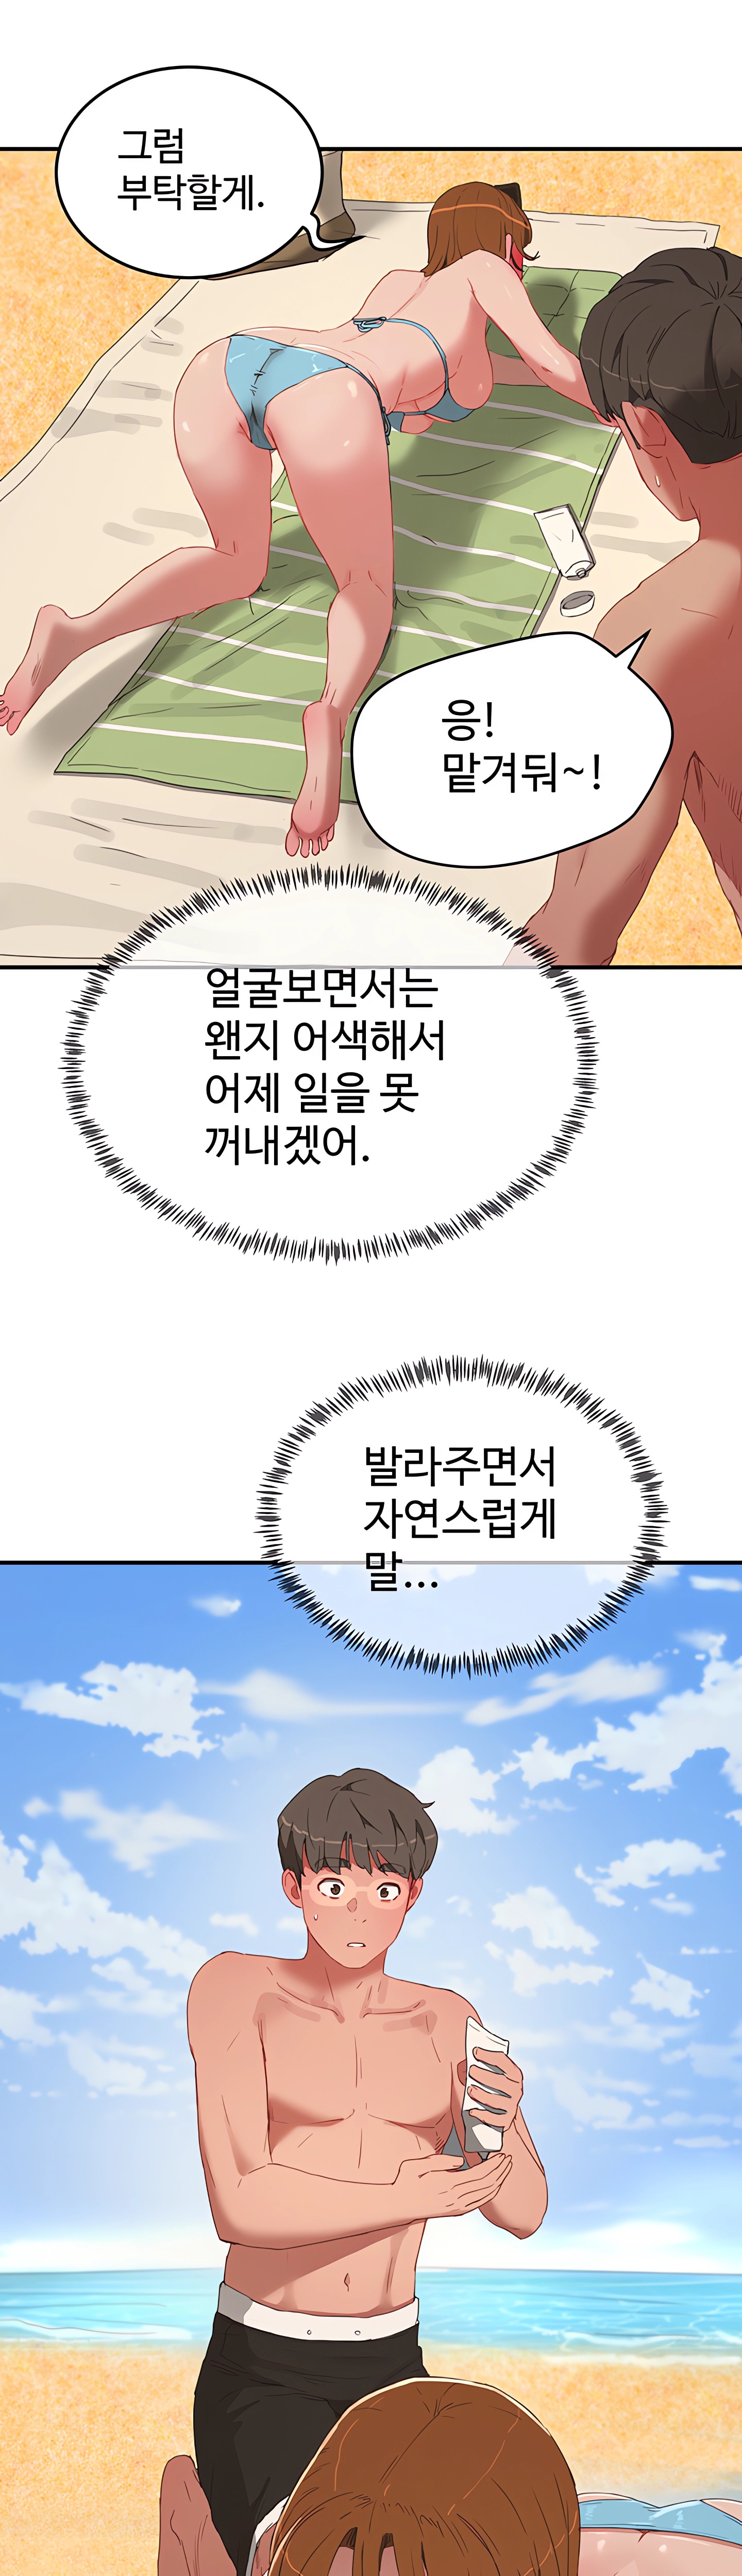 그럼
부탁할게.
응!
맡겨둬~!
얼굴보면서는
왠지 어색해서
어제 일을 못
꺼내겠어.
발라주면서
자연스럽게
말...